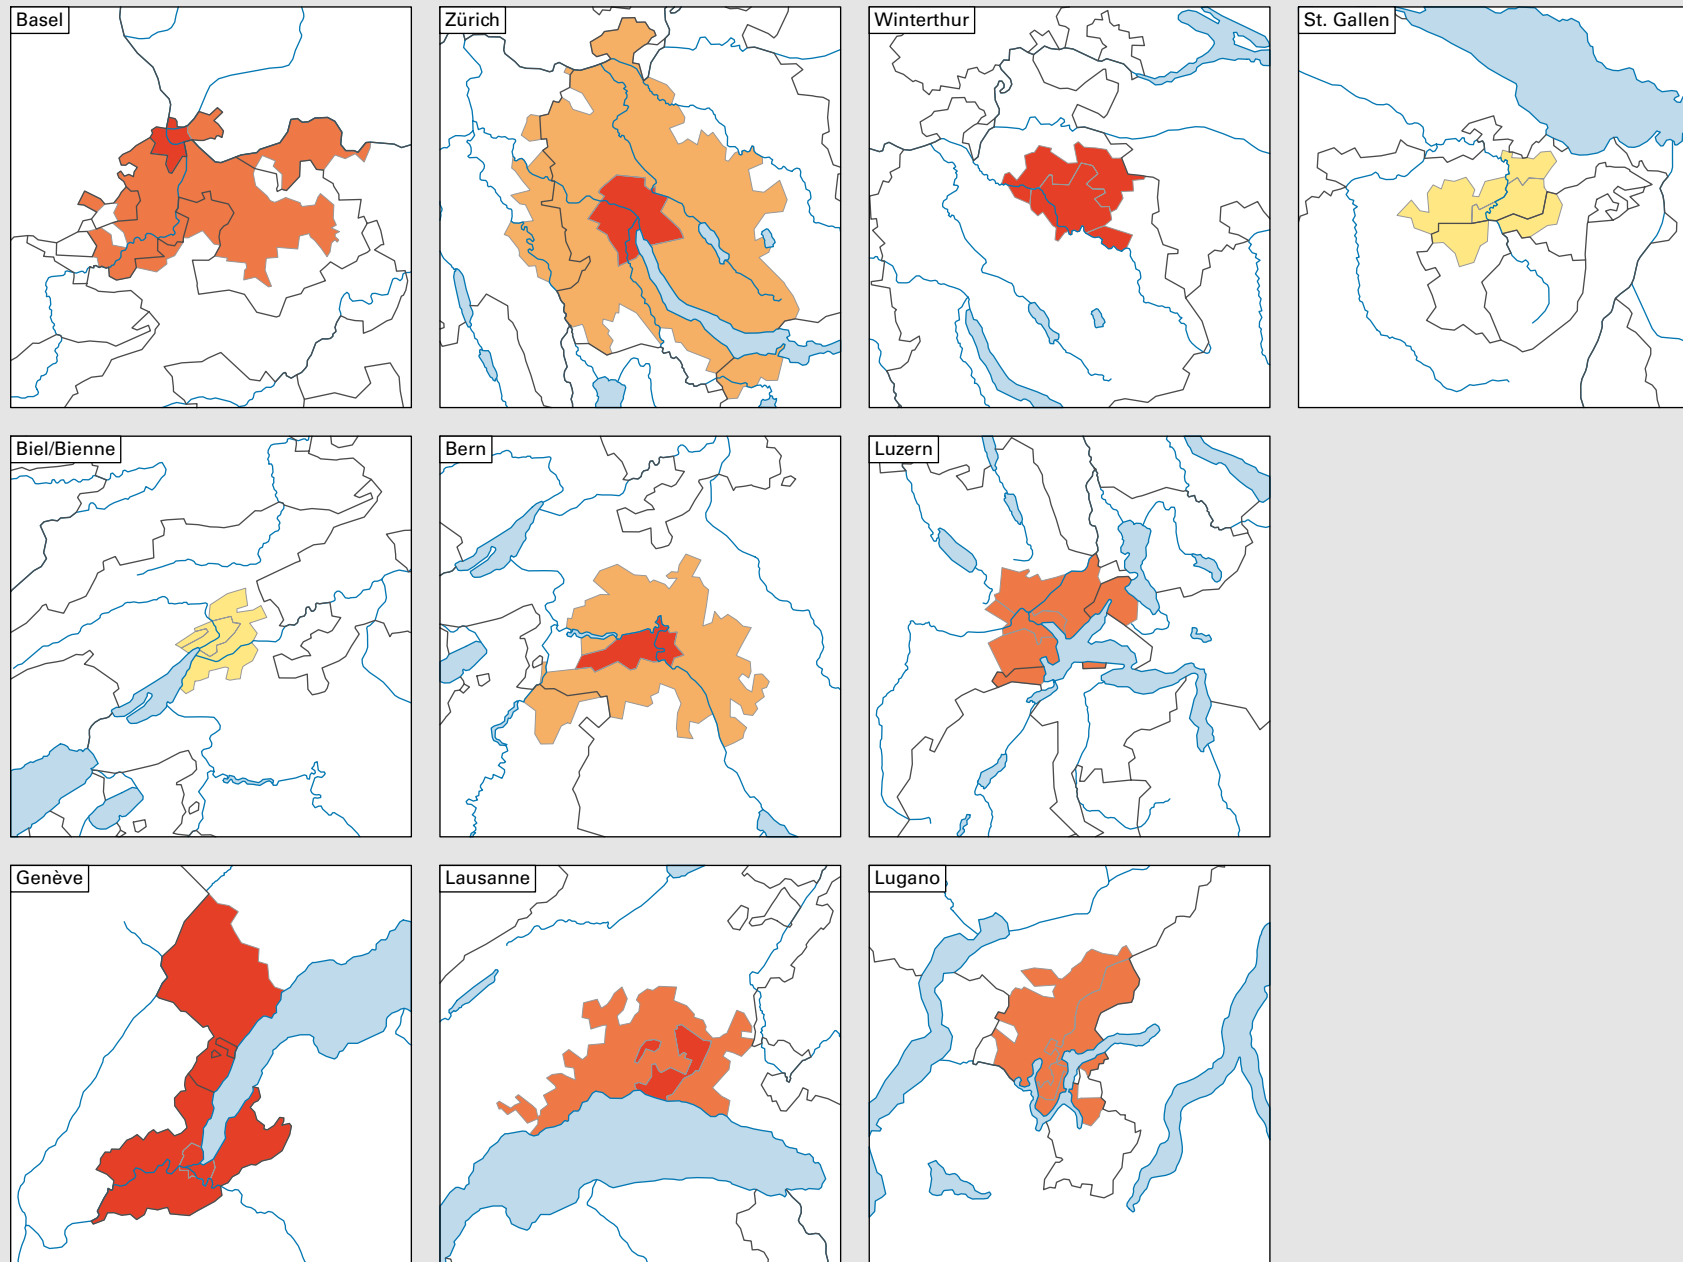 Basel
Zürich
Winterthur
St. Gallen
Biel/Bienne
Bern
Luzern
Genève
Lausanne
Lugano